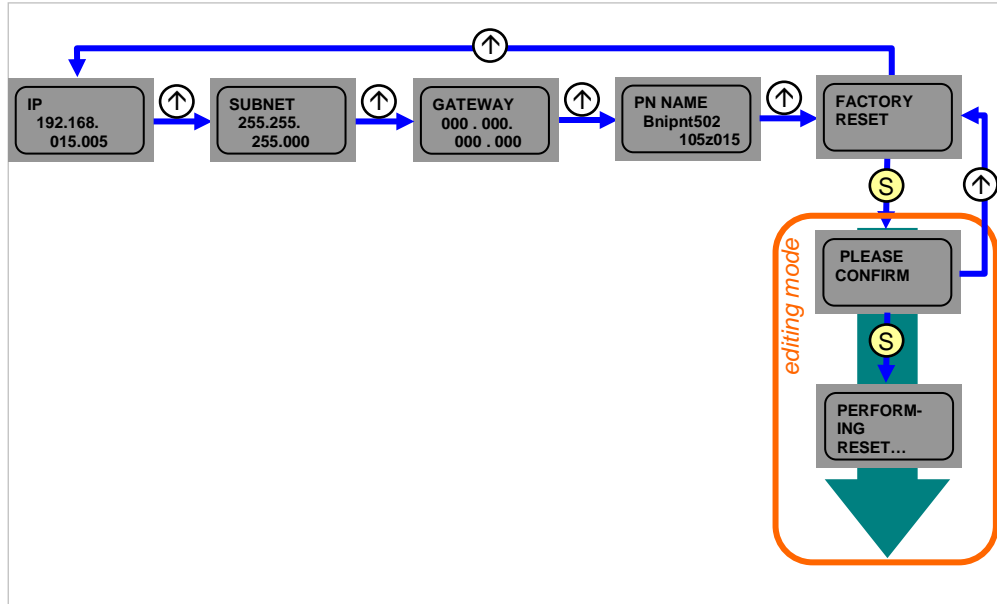 ↑
IP
192.168.
015.005
↑
SUBNET
255.255.
255.000
↑
GATEWAY
000 . 000.
000 . 000
↑
PN NAME
Bnipnt502
105z015
↑
FACTORY
RESET
S
↑
editing mode
PLEASE
CONFIRM
S
PERFORM-
ING
RESET…